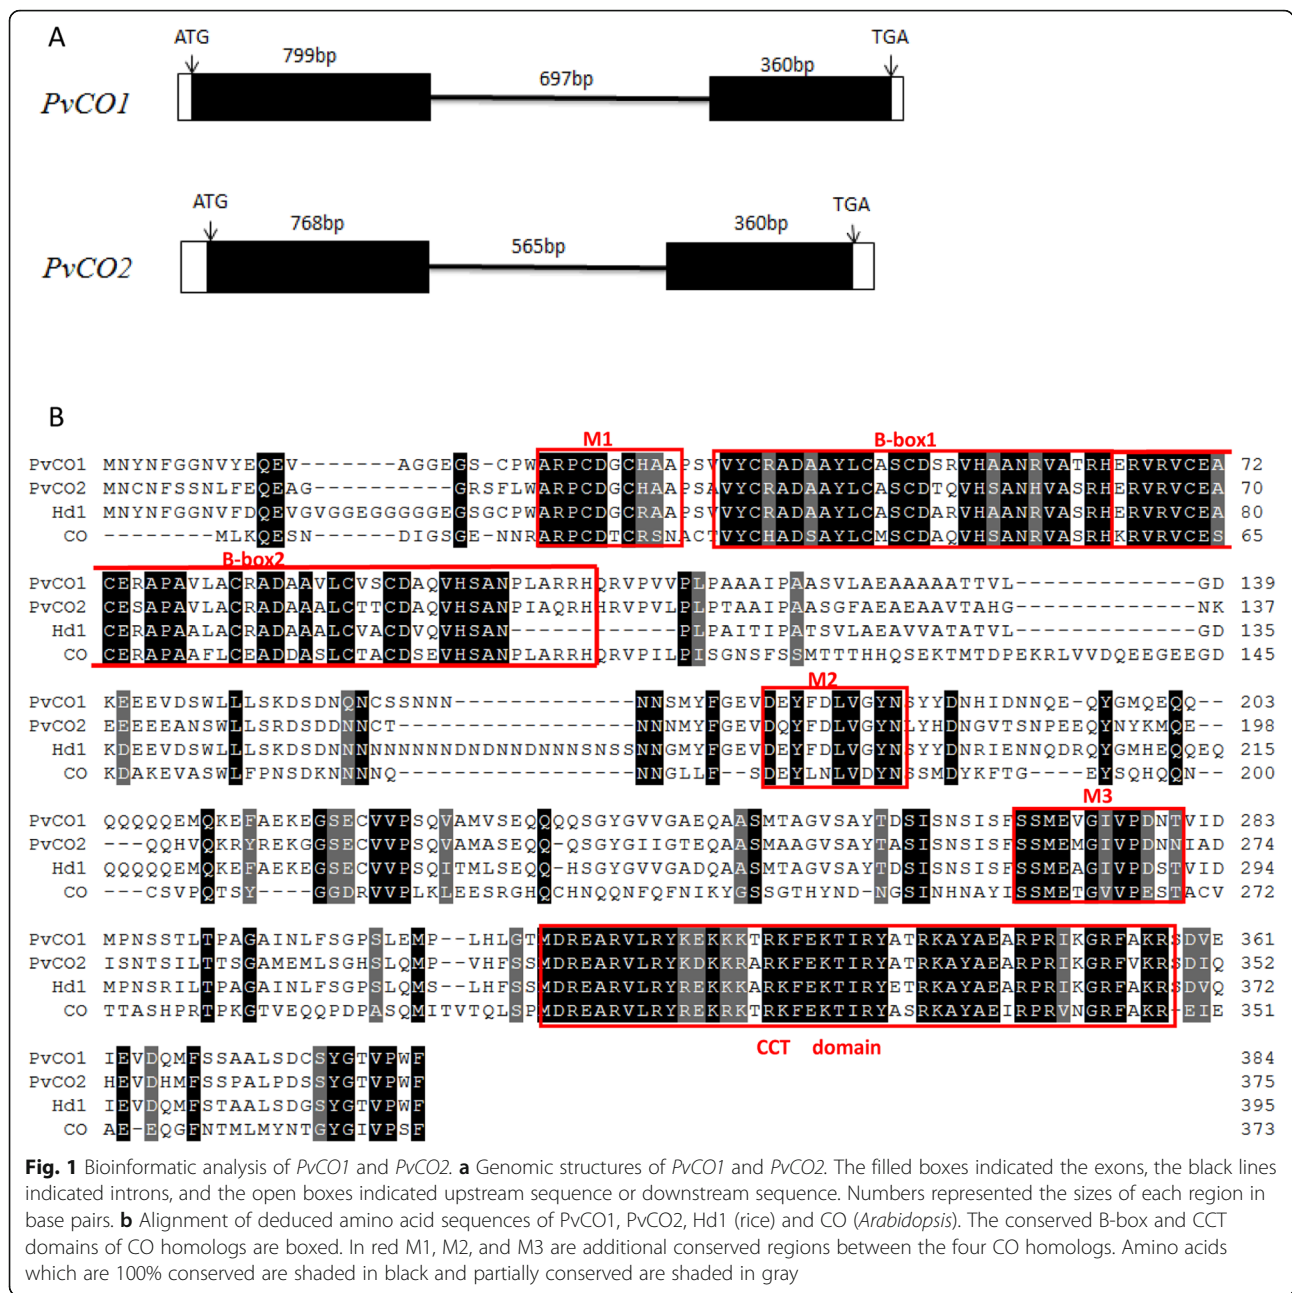 A
ATG
799bp
697bp
360bp
TGA
PvCO1
ATG
768bp
565bp
360bp
TGA
PvCO2
B
M1
B-box1
PvCO1 MNYNFGGNVYEQEV-------AGGEGS-CPWARPCDGCHAAPSVVYCRADAAYLCASCDSRVHAANRVATRHERVRVCEA 72
PvCO2 MNCNFSSNLFEQEAG----------GRSFLWARPCDGCHAAPSAVYCRADAAYLCASCDTQVHSANHVASRHERVRVCEA 70
Hd1 MNYNFGGNVFDQEVGVGGEGGGGGEGSGCPWARPCDGCRAAPSVVYCRADAAYLCASCDARVHAANRVASRHERVRVCEA 80
CO --------MLKQESN----DIGSGE-NNRARPCDTCRSNACTVYCHADSAYLCMSCDAQVHSANRVASRHKRVRVCES 65
B-box2
PvCO1 CERAPAVLACRADAAVLCVSCDAQVHSANPLARRHQRVPVVPLPAAAIPAASVLAEAAAAAATTVL-------------GD 139
PvCO2 CESAPAVLACRADAAALCTTCDAQVHSANPIAQRHHRVPVLPLPTAAIPAASGFAEAEAAVTAHG--------------NK 137
Hd1 CERAPAALACRADAAALCVACDVQVHSAN------------PLPAITIPATSVLAEAVVATATVL-------------GD 135
CO CERAPAAFLCEADDASLCTACDSEVHSANPLARRHQRVPILPISGNSFSSMTTTHHQSEKTMTDPEKRLVVDQEEGEEGD 145
M2
PvCO1 KEEEVDSWLLLSKDSDNQNCSSNNN-------------NNSMYFGEVDEYFDLVGYNSYYDNHIDNNQE-QYGMQEQQ-- 203
PvCO2 EEEEEANSWLLLSRDSDNNCT-----------------NNSMYFGEVDQYFDLVGYNLYHDNGVTSNPEEQYNYKMQE-- 198
Hd1 KDEEVDSWLLLSKDSDNNNNNNNNNDNDNNDNNNSNSSNNGMYFGEVDEYFDLVGYNSYYDNRIENNQDRQYGMHEQQEQ 215
CO KDAKEVASWLFPNSDKNNNNQ-----------------NNGLLF--SDEYLNLVDYNSSMDYKFTG----EYSQHQQN-- 200
M3
PvCO1 QQQQQEMQKEFAEKEGSECVVPSQVAMVSEQQQQSGYGVVGAEQAASMTAGVSAYTDSISNSISFSSMEVGIVPDNTVID 283
PvCO2 ---QQHVQKRYREKGGSECVVPSQVAMASEQQ-QSGYGIIGTEQAASMAAGVSAYTASISNSISFSSMEMGIVPDNNIAD 274
Hd1 QQQQQEMQKEFAEKEGSECVVPSQITMLSEQQ-HSGYGVVGADQAASMTAGVSAYTDSISNSISFSSMEAGIVPDSTVID 294
CO ---CSVPQTSY----GGDRVVPLKLEESRGHQCHNQQNFQFNIKYGSSGTHYND-NGSINHNAYISSMETGVVPESTACV 272
PvCO1 MPNSSTLTPAGAINLFSGPSLEMP--LHLGTMDREARVLRYKEKKKTRKFEKTIRYATRKAYAEARPRIKGRFAKRSDVE 361
PvCO2 ISNTSILTTSGAMEMLSGHSLQMP--VHFSSMDREARVLRYKDKKRARKFEKTIRYATRKAYAEARPRIKGRFVKRSDIQ 352
Hd1 MPNSRILTPAGAINLFSGPSLQMS--LHFSSMDREARVLRYREKKKARKFEKTIRYETRKAYAEARPRIKGRFAKRSDVQ 372
CO TTASHPRTPKGTVEQQPDPASQMITVTQLSPMDREARVLRYREKRKTRKFEKTIRYASRKAYAEIRPRVNGRFAKR-EIE 351
CCT domain
PvCO1 IEVDQMFSSAALSDCSYGTVPWF 384
PvCO2 HEVDHMFSSPALPDSSYGTVPWF 375
Hd1 IEVDQMFSTAALSDGSYGTVPWF 395
CO AE-EQGFNTMLMYNTGYGIVPSF 373
Fig. 1 Bioinformatic analysis of PvCO1 and PvCO2. a Genomic structures of PvCO1 and PvCO2. The filled boxes indicated the exons, the black lines
indicated introns, and the open boxes indicated upstream sequence or downstream sequence. Numbers represented the sizes of each region in
base pairs. b Alignment of deduced amino acid sequences of PvCO1, PvCO2, Hd1 (rice) and CO (Arabidopsis). The conserved B-box and CCT
domains of CO homologs are boxed. In red M1, M2, and M3 are additional conserved regions between the four CO homologs. Amino acids
which are 100% conserved are shaded in black and partially conserved are shaded in gray